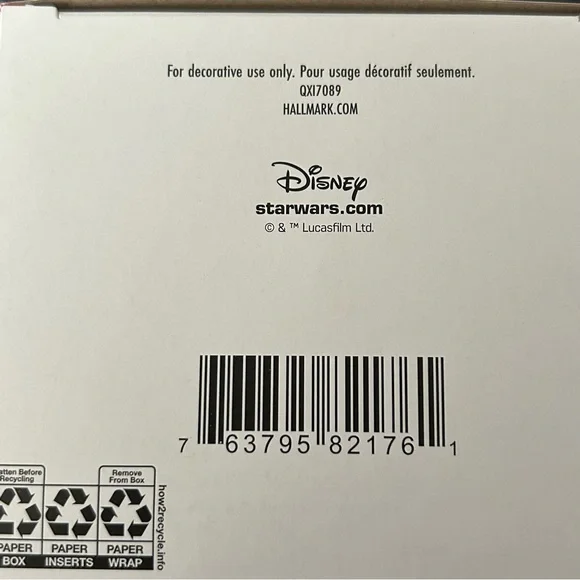 For decorative use only. Pour usage décoratif seulement.
QXI7089
HALLMARK.COM
Disney
starwars.com
© & ™ Lucasfilm Ltd.
7 63795 82176 1
Before
Recycling
Remove
From Box
PAPER
BOX
PAPER
INSERTS
PAPER
WRAP
how2recycle.info